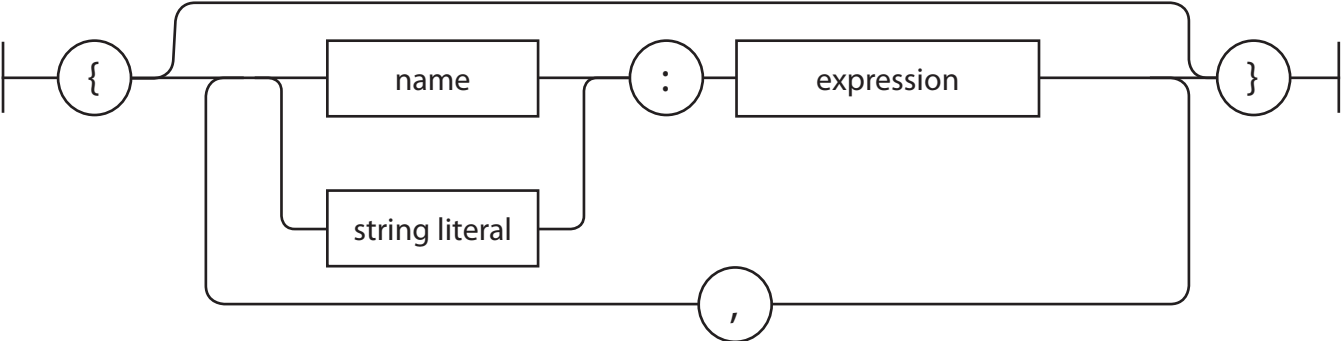 { name : expression }
string literal
,